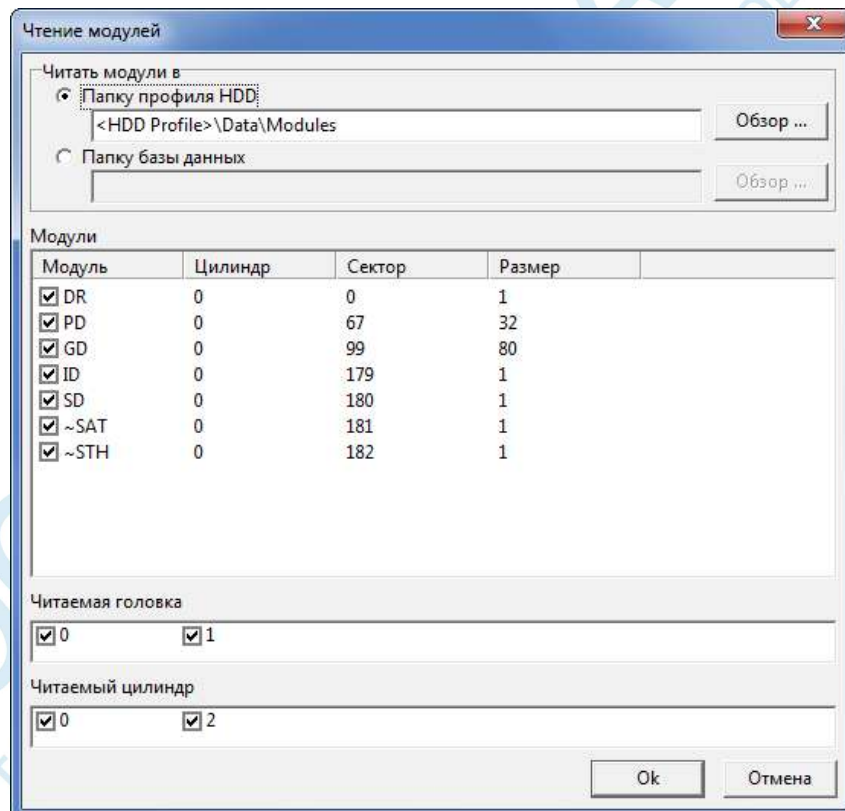 Чтение модулей
Читать модули в
Папку профиля HDD
<HDD Profile>\Data\Modules
Обзор ...
Папку базы данных
Обзор ...
Модули
Модуль Цилиндр Сектор Размер
DR 0 0 1
PD 0 67 32
GD 0 99 80
ID 0 179 1
SD 0 180 1
~SAT 0 181 1
~STH 0 182 1
Читаемая головка
0 1
Читаемый цилиндр
0 2
Ok Отмена